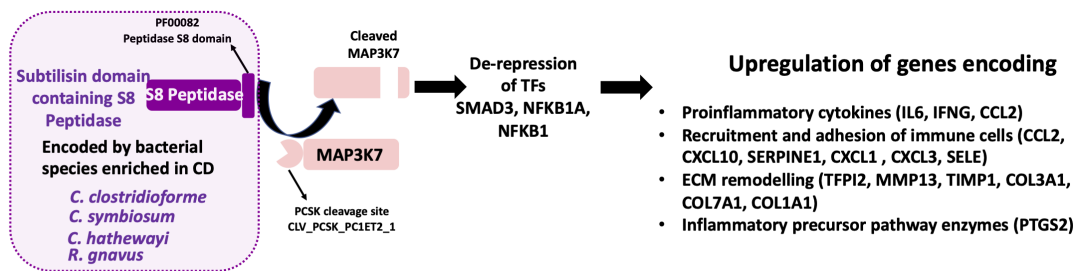 PF00082
Peptidase S8 domain
Subtilisin domain
containing S8
Peptidase
S8 Peptidase
Encoded by bacterial
species enriched in CD
C. clostridioforme
C. symbiosum
C. hathewayi
R. gnavus
Cleaved
MAP3K7
MAP3K7
PCSK cleavage site
CLV_PCSK_PC1ET2_1
De-repression
of TFs
SMAD3, NFKB1A,
NFKB1
Upregulation of genes encoding
• Proinflammatory cytokines (IL6, IFNG, CCL2)
• Recruitment and adhesion of immune cells (CCL2,
CXCL10, SERPINE1, CXCL1 , CXCL3, SELE)
• ECM remodelling (TFPI2, MMP13, TIMP1, COL3A1,
COL7A1, COL1A1)
• Inflammatory precursor pathway enzymes (PTGS2)